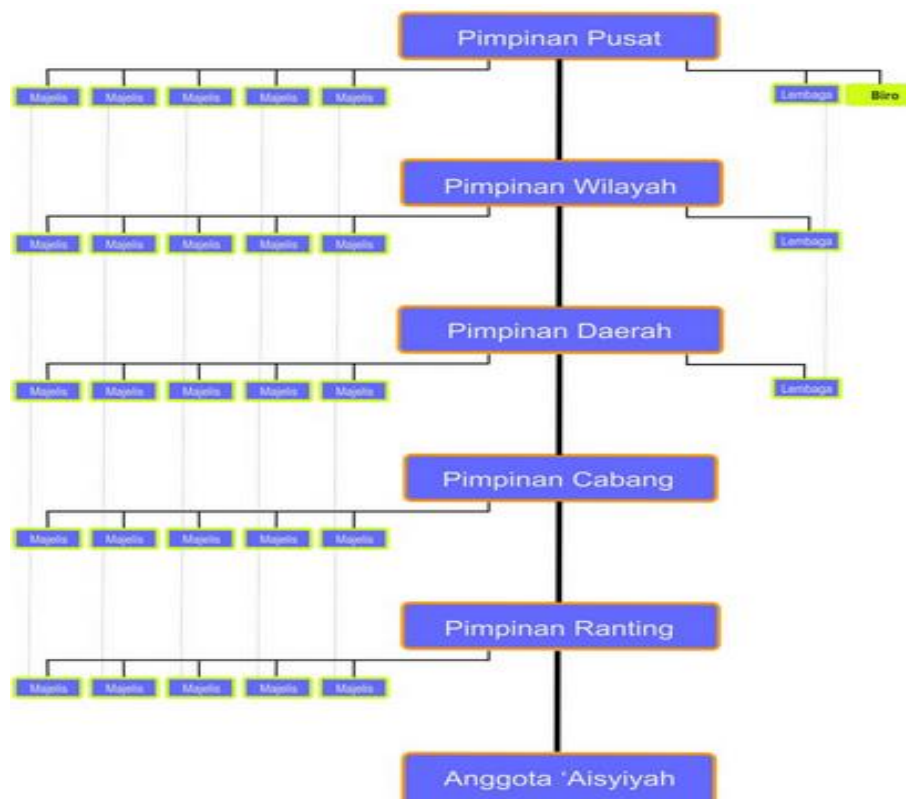 Pimpinan Pusat
Majelis Majelis Majelis Majelis Majelis Lembaga Biro
Pimpinan Wilayah
Majelis Majelis Majelis Majelis Majelis Lembaga
Pimpinan Daerah
Majelis Majelis Majelis Majelis Majelis Lembaga
Pimpinan Cabang
Majelis Majelis Majelis Majelis Majelis
Pimpinan Ranting
Majelis Majelis Majelis Majelis Majelis
Anggota ‘Aisyiyah